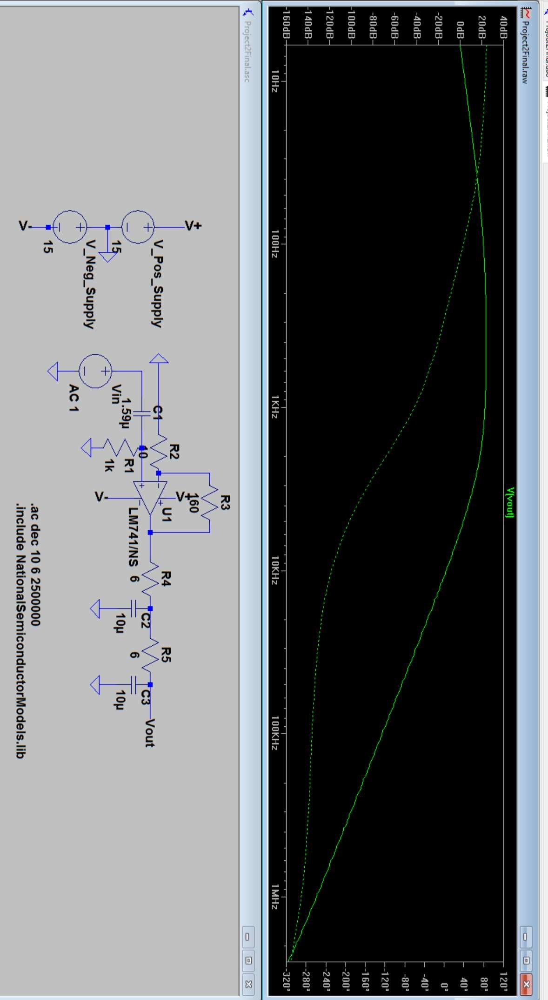 Project2Final.raw
V(vout)
40dB
20dB
0dB
-20dB
-40dB
-60dB
-80dB
-100dB
-120dB
-140dB
-160dB
120°
80°
40°
0°
-40°
-80°
-120°
-160°
-200°
-240°
-280°
-320°
10Hz
100Hz
1KHz
10KHz
100KHz
1MHz
Project2Final.asc
R3
160
V+
V_Pos_Supply
15
V_Neg_Supply
15
V-
C1
1.59µ
R2
10
Vin
AC 1
R1
1k
V+
U1
LM741/NS
V-
R4
6
C2
10µ
R5
6
C3
10µ
Vout
.ac dec 10 6 2500000
.include NationalSemiconductorModels.lib